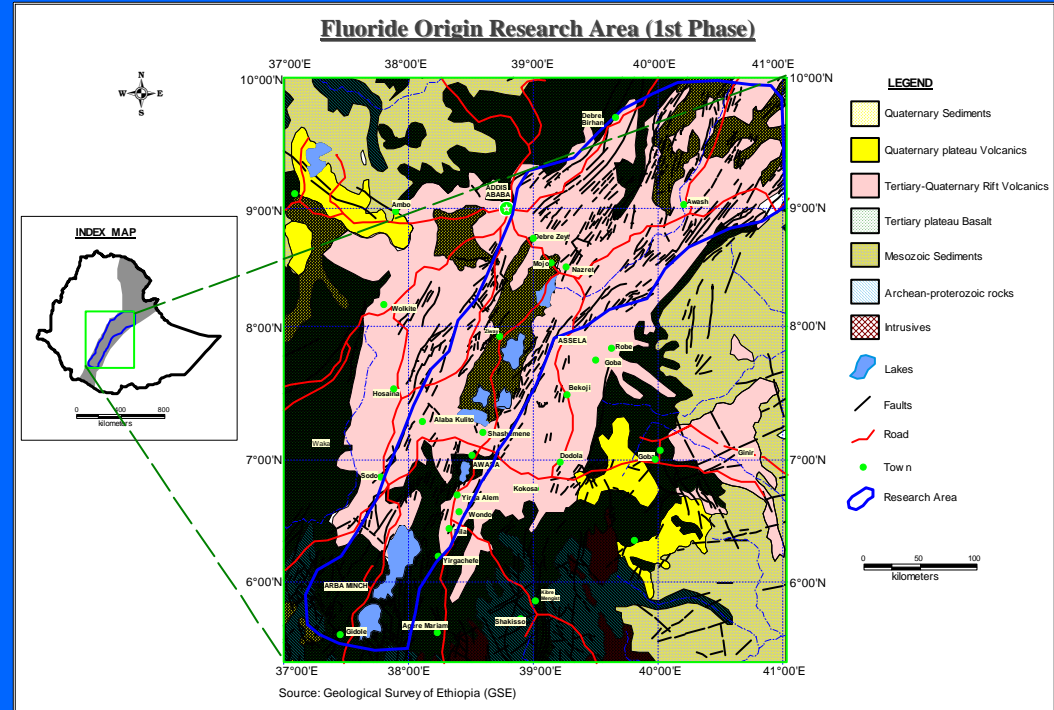 Fluoride Origin Research Area (1st Phase)
37°00'E 38°00'E 39°00'E 40°00'E 41°00'E
10°00'N 10°00'N
9°00'N 9°00'N
8°00'N 8°00'N
7°00'N 7°00'N
6°00'N 6°00'N
37°00'E 38°00'E 39°00'E 40°00'E 41°00'E
N
W E
S
INDEX MAP
0 400 800
kilometers
Debre
Birhan
ADDIS
ABABA
Ambo
Awash
Debre Zeyt
Mojo
Nazret
Wolkite
Ziway
ASSELA
Robe
Goba
Hosaina
Bekoji
Alaba Kulito
Shashemene
Waka
Goba
Ginir
Sodo
AWASA
Dodola
Kokosa
Yirga Alem
Wondo
Yirgachefe
ARBA MINCH
Kibre
Mengist
Shakisso
Gidole
Agere Mariam
LEGEND
Quaternary Sediments
Quaternary plateau Volcanics
Tertiary-Quaternary Rift Volcanics
Tertiary plateau Basalt
Mesozoic Sediments
Archean-proterozoic rocks
Intrusives
Lakes
Faults
Road
Town
Research Area
0 50 100
kilometers
Source: Geological Survey of Ethiopia (GSE)